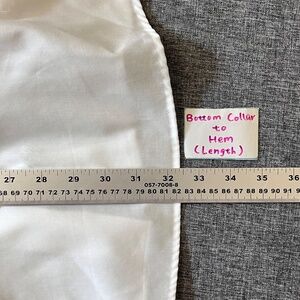 Bottom Collar
to
Hem
(Length)
27 28 29 30 31 32 33 34 35 36
057-7008-8
68 69 70 71 72 73 74 75 76 77 78 79 80 81 82 83 84 85 86 87 88 89 90 91